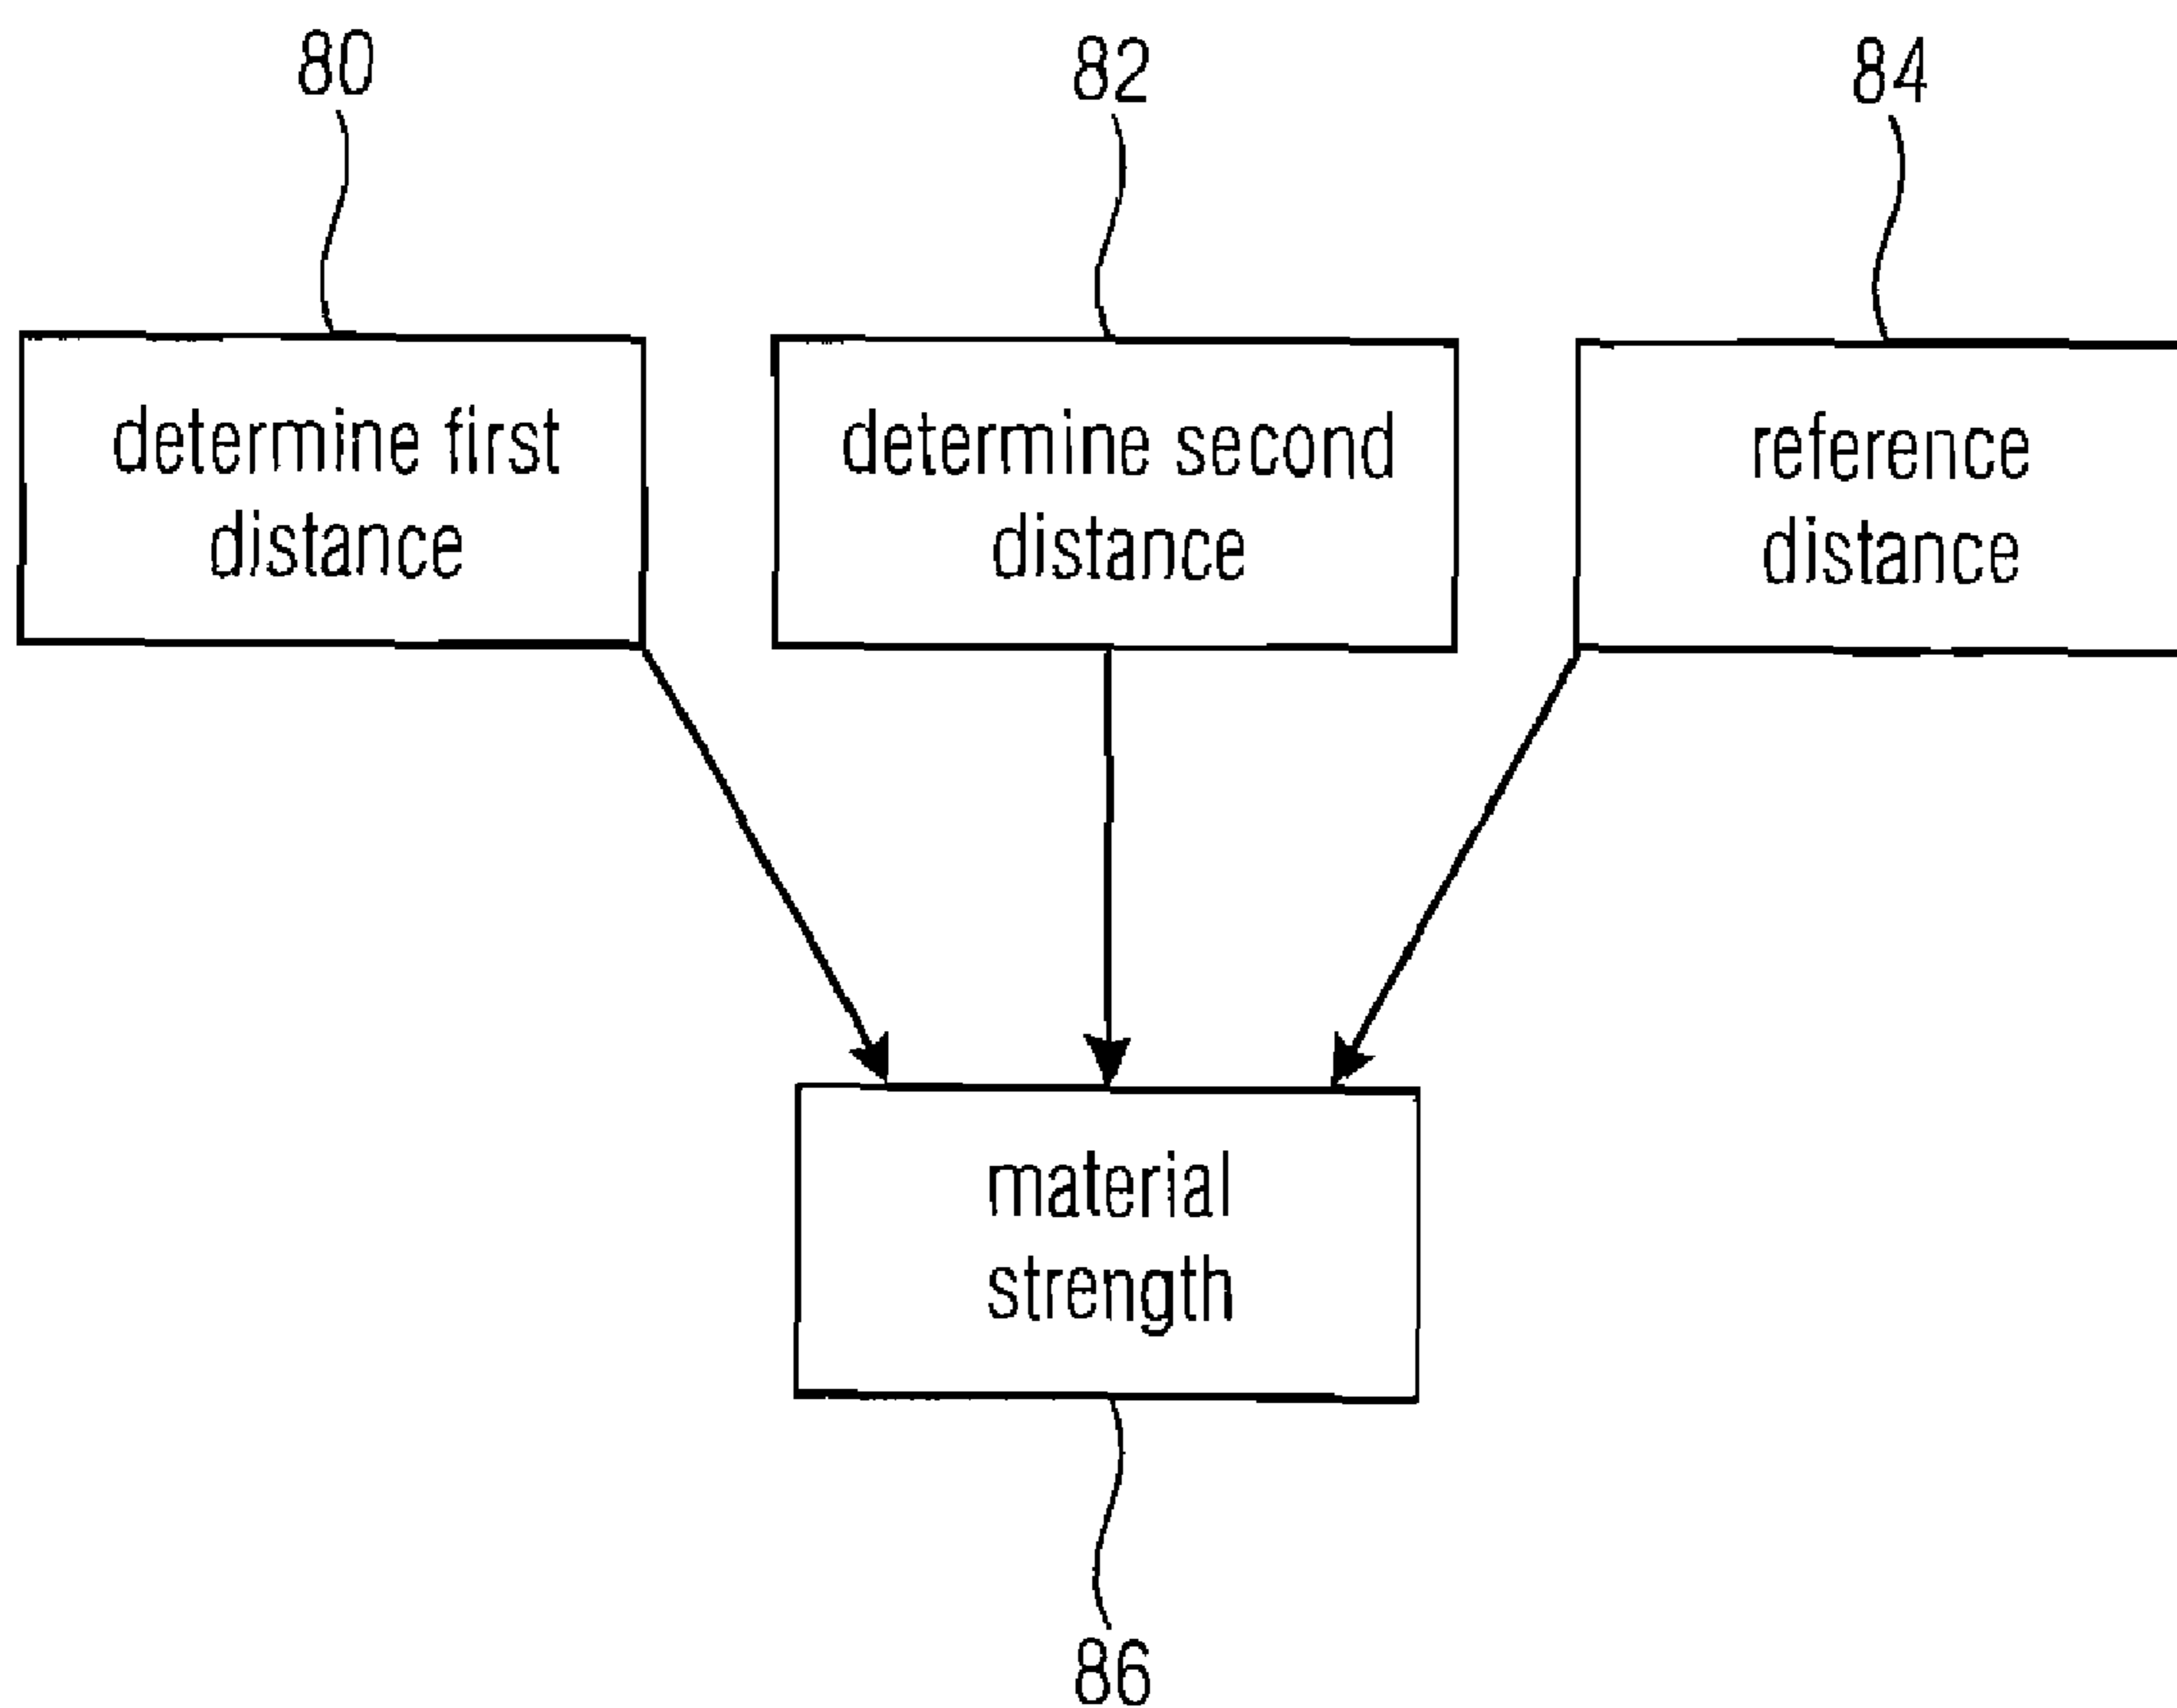 80
82
84
determine first
distance
determine second
distance
reference
distance
material
strength
86